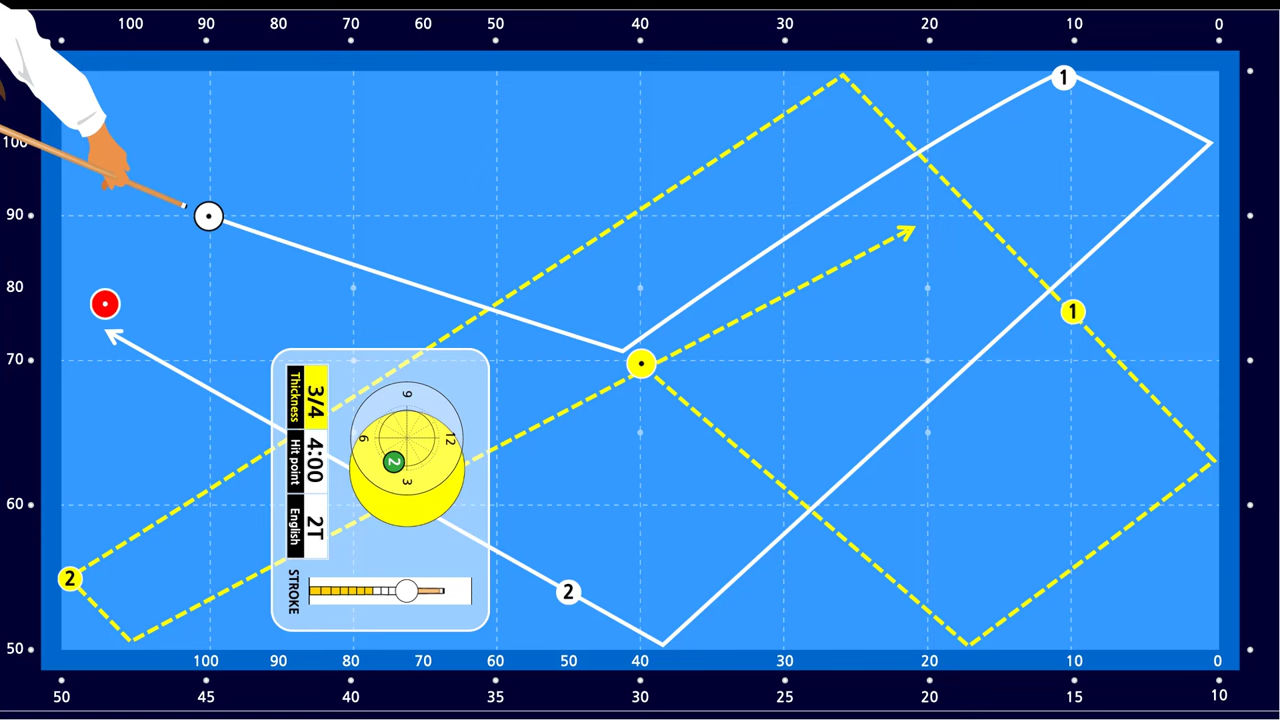 100 90 80 70 60 50 40 30 20 10 0
1
100
90
80
1
70
3/4 Thickness
9
12
6
3
2
4:00 Hit point
60
2T English
2
STROKE
2
50
100 90 80 70 60 50 40 30 20 10 0
50 45 40 35 30 25 20 15 10